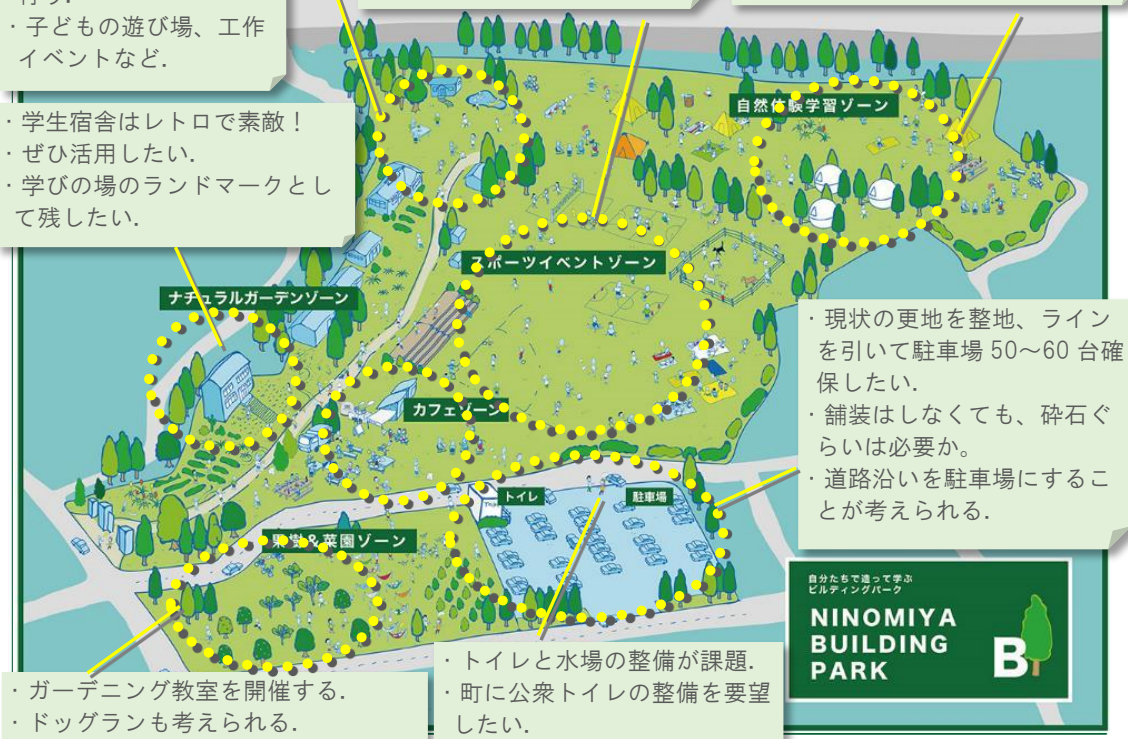 ・子どもの遊び場、工作
イベントなど.
・学生宿舎はレトロで素敵！
・ぜひ活用したい.
・学びの場のランドマークとし
て残したい.
自然体験学習ゾーン
スポーツイベントゾーン
ナチュラルガーデンゾーン
カフェゾーン
・現状の更地を整地、ライン
を引いて駐車場 50～60 台確
保したい.
・舗装はしなくても、砕石ぐ
らいは必要か。
・道路沿いを駐車場にするこ
とが考えられる.
トイレ
駐車場
果樹&菜園ゾーン
自分たちで造って学ぶ
ビルディングパーク
NINOMIYA
BUILDING
PARK
B
・ガーデニング教室を開催する.
・ドッグランも考えられる.
・トイレと水場の整備が課題.
・町に公衆トイレの整備を要望
したい.